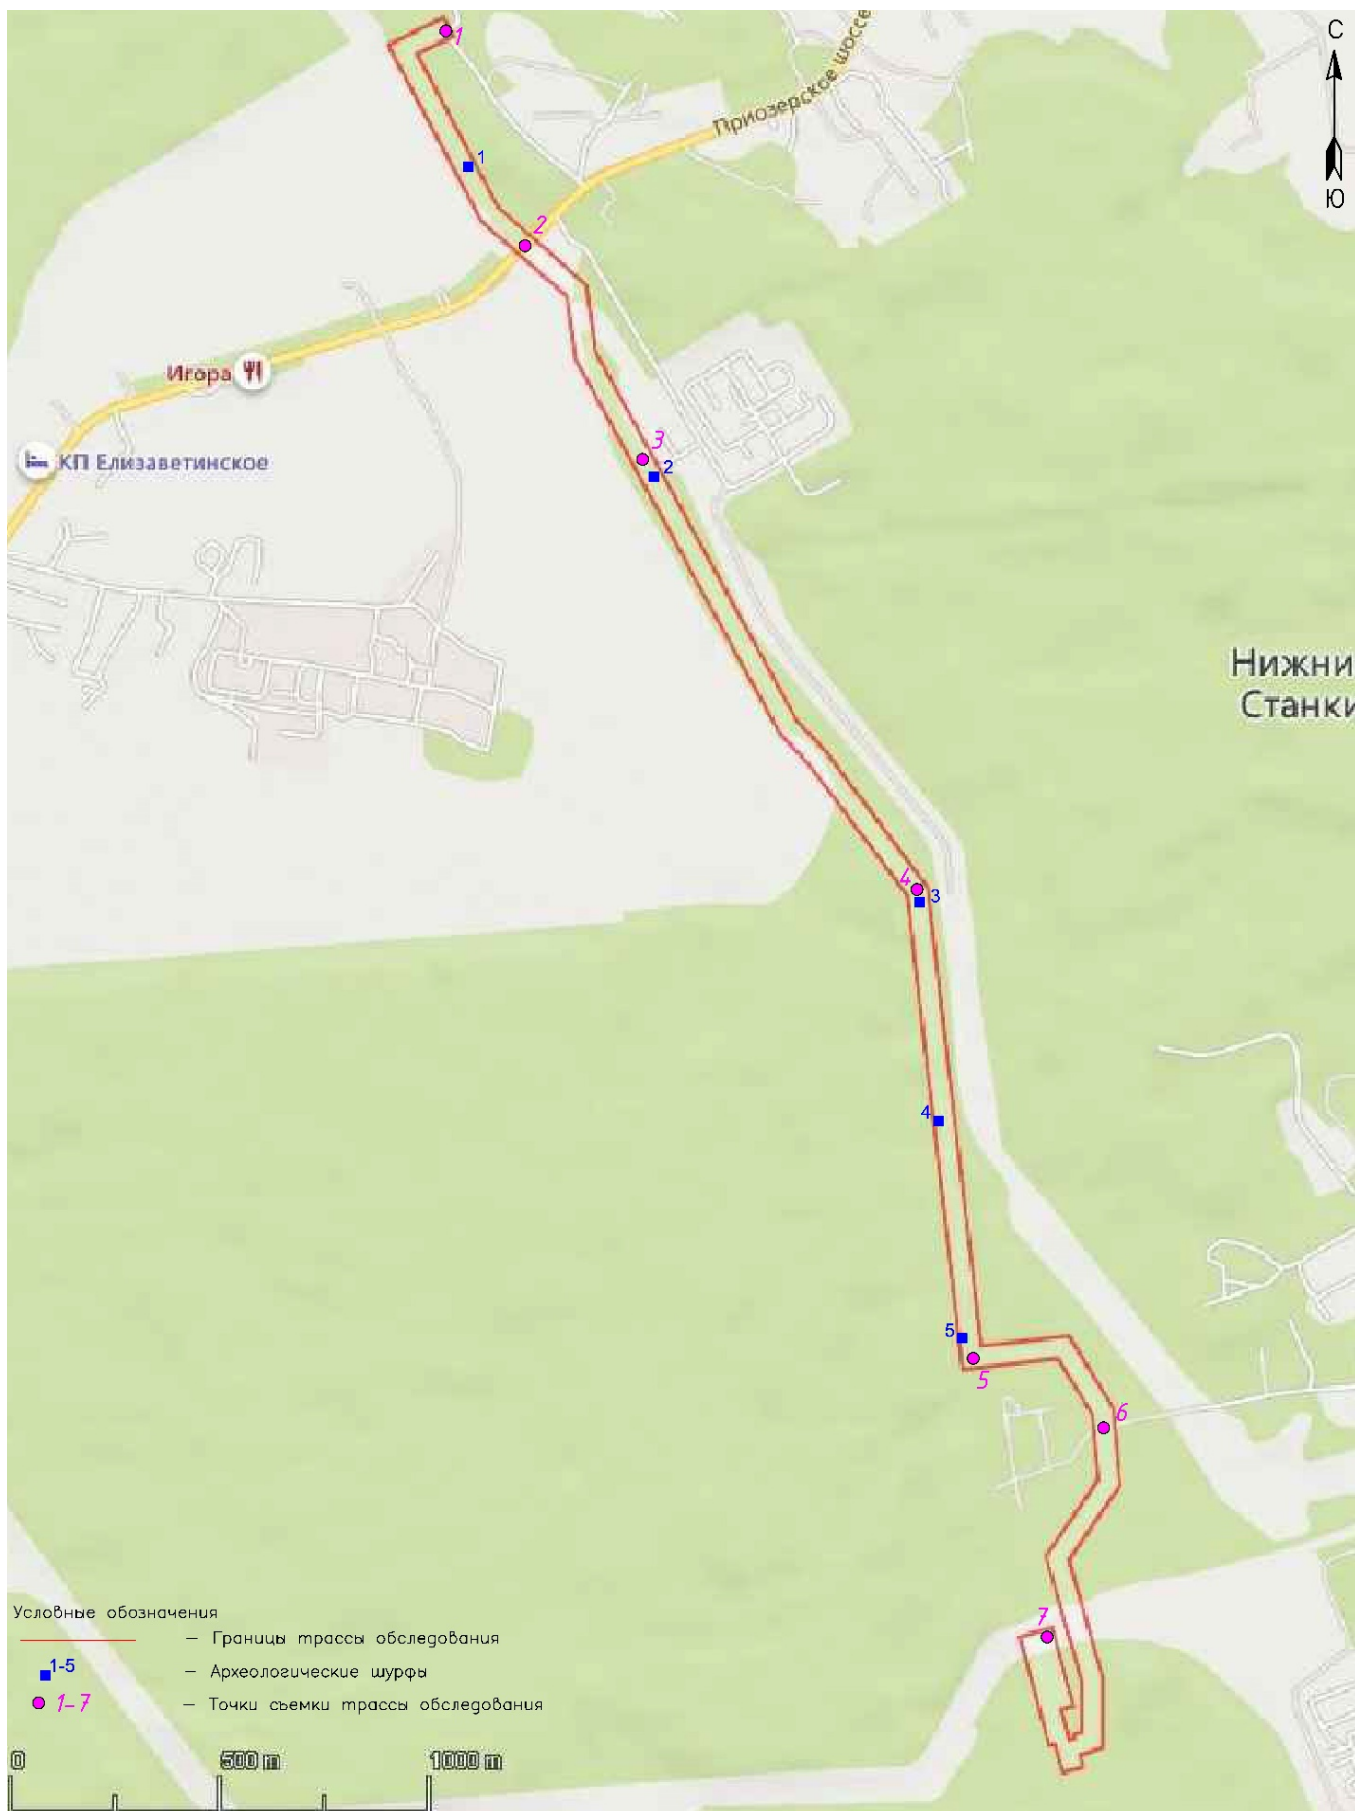 С
Ю
1
Приозерское шоссе
1
2
Игора
3
2
КП Елизаветинское
Нижни
Станки
4
3
4
5
5
6
7
Условные обозначения
— Границы трассы обследования
1-5 — Археологические шурфы
1-7 — Точки съемки трассы обследования
0 500 m 1000 m